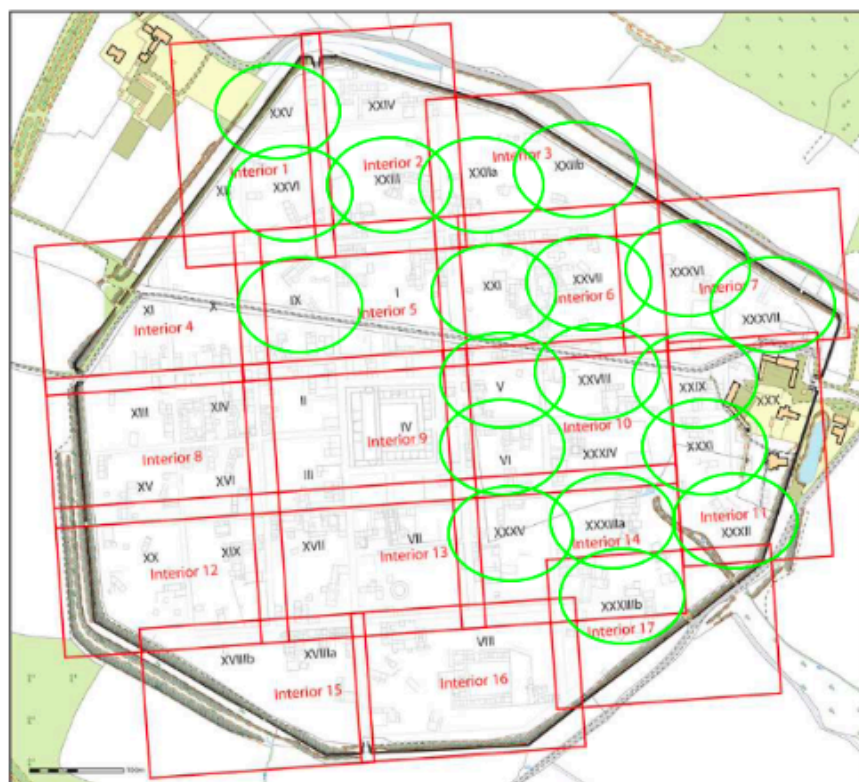 XXV
XXIV
Interior 1
Interior 2
Interior 3
XXVI
XXIII
XXIIa
XXIIb
IX
I
XXI
XXVII
XXXVI
Interior 7
XI
X
Interior 4
Interior 5
Interior 6
XXXVII
V
XXVIII
XXIX
XXX
XIII
XIV
II
IV
Interior 8
Interior 9
Interior 10
XV
XVI
III
VI
XXXIV
XXXI
XX
XIX
XVII
VII
XXXV
XXXIIIa
Interior 11
XXXII
Interior 12
Interior 13
Interior 14
XXXIIIb
Interior 17
XVIIIb
XVIIIa
VIII
Interior 15
Interior 16
100m